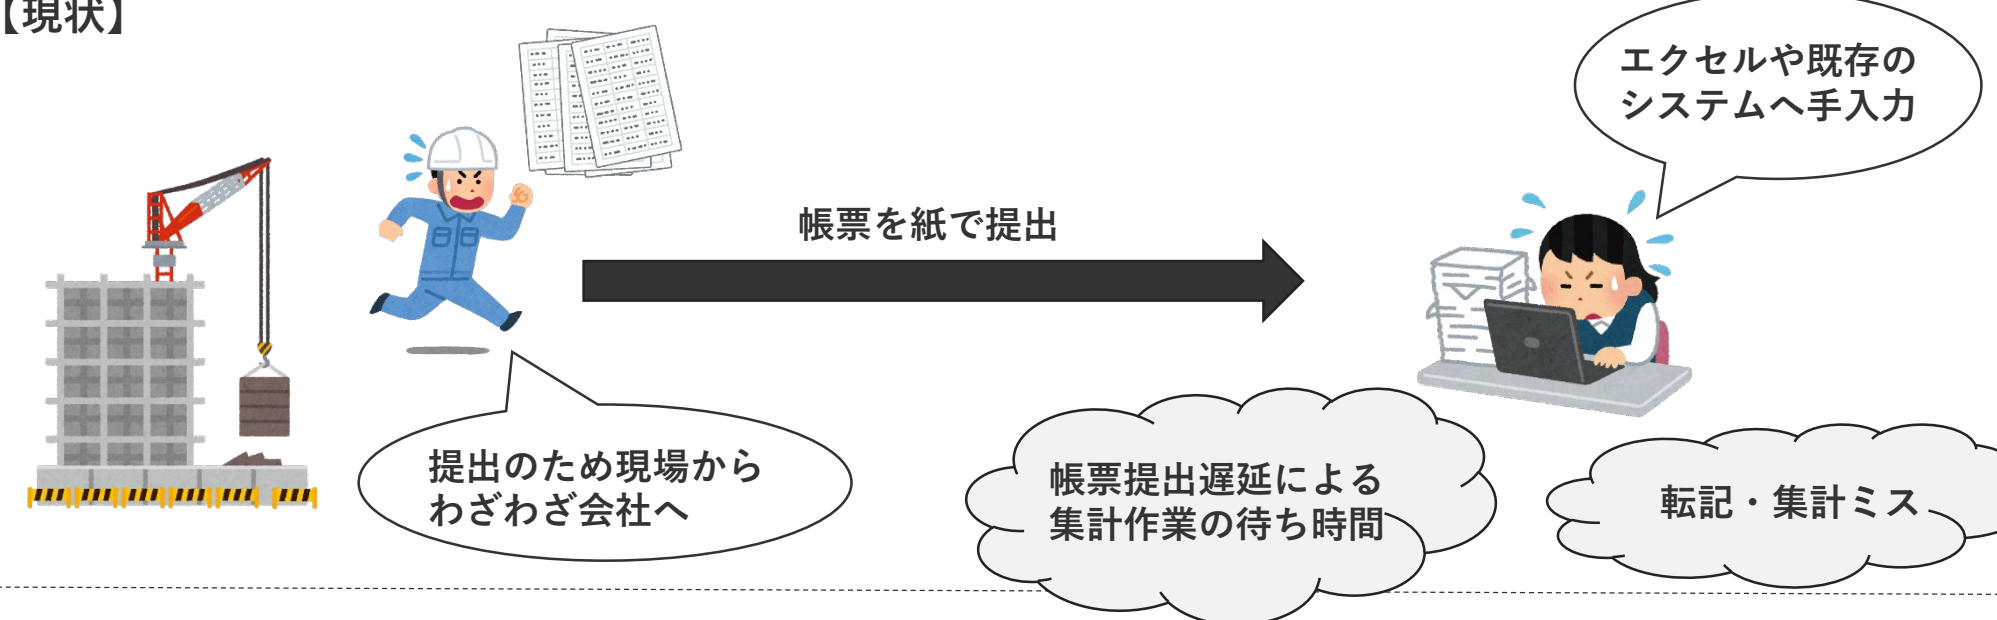 【現状】
エクセルや既存の
システムへ手入力
帳票を紙で提出
提出のため現場から
わざわざ会社へ
帳票提出遅延による
集計作業の待ち時間
転記・集計ミス